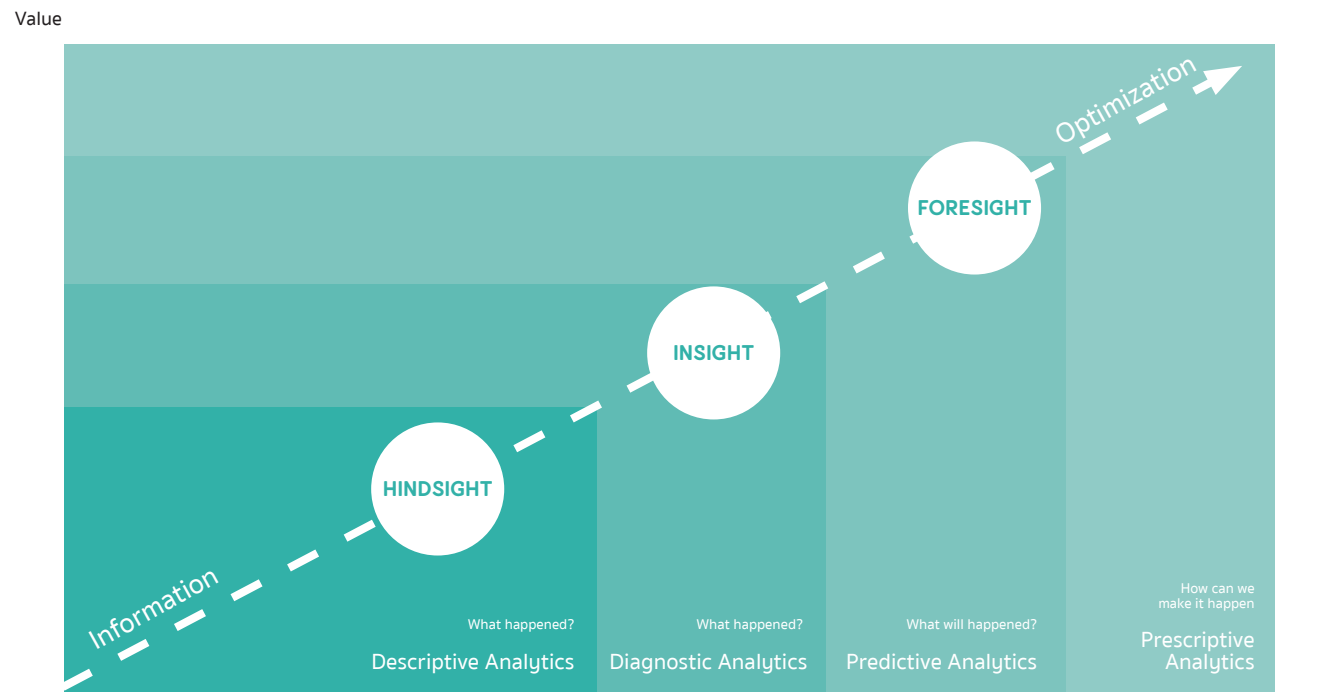 Value
Optimization
FORESIGHT
INSIGHT
HINDSIGHT
Information
What happened?
Descriptive Analytics
What happened?
Diagnostic Analytics
What will happened?
Predictive Analytics
How can we
make it happen
Prescriptive
Analytics